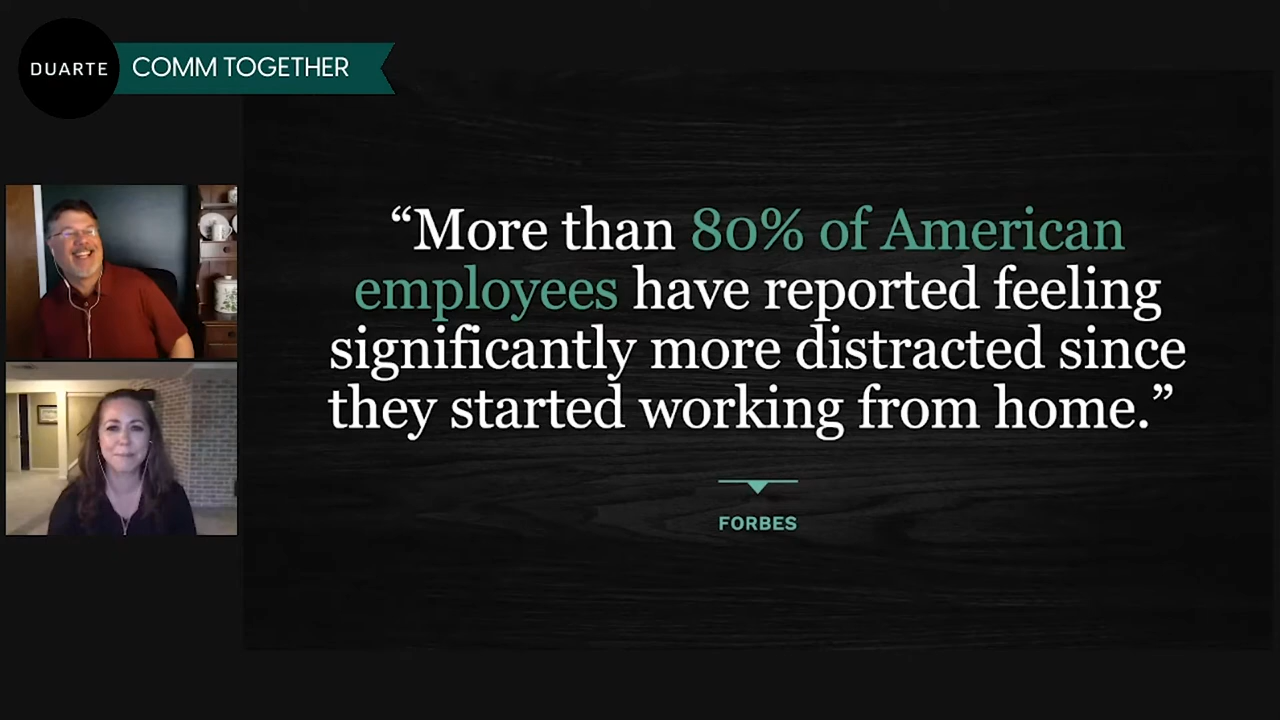 DUARTE
COMM TOGETHER
“More than 80% of American
employees have reported feeling
significantly more distracted since
they started working from home.”
FORBES